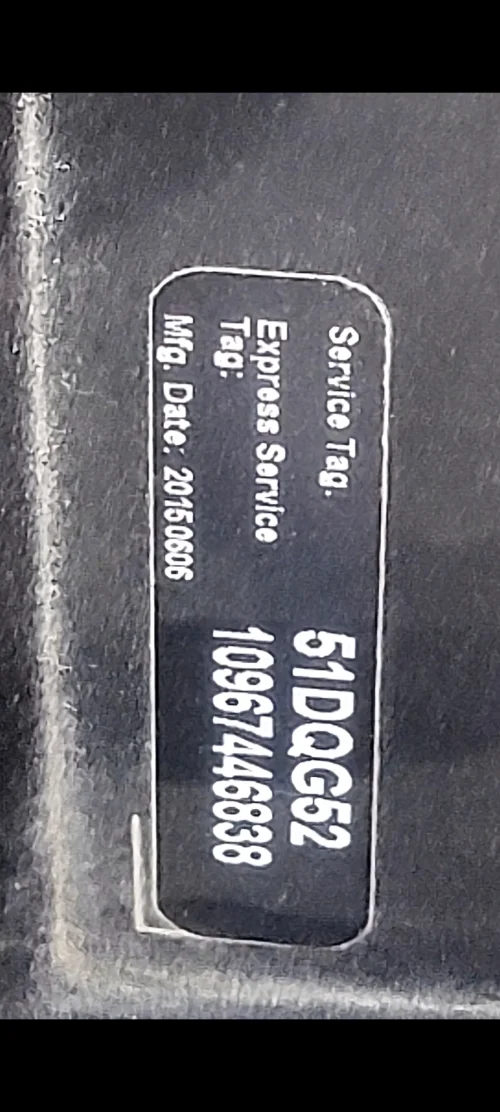 Service Tag. 51DQG52
Express Service 10967446838
Tag:
Mfg. Date: 20150606